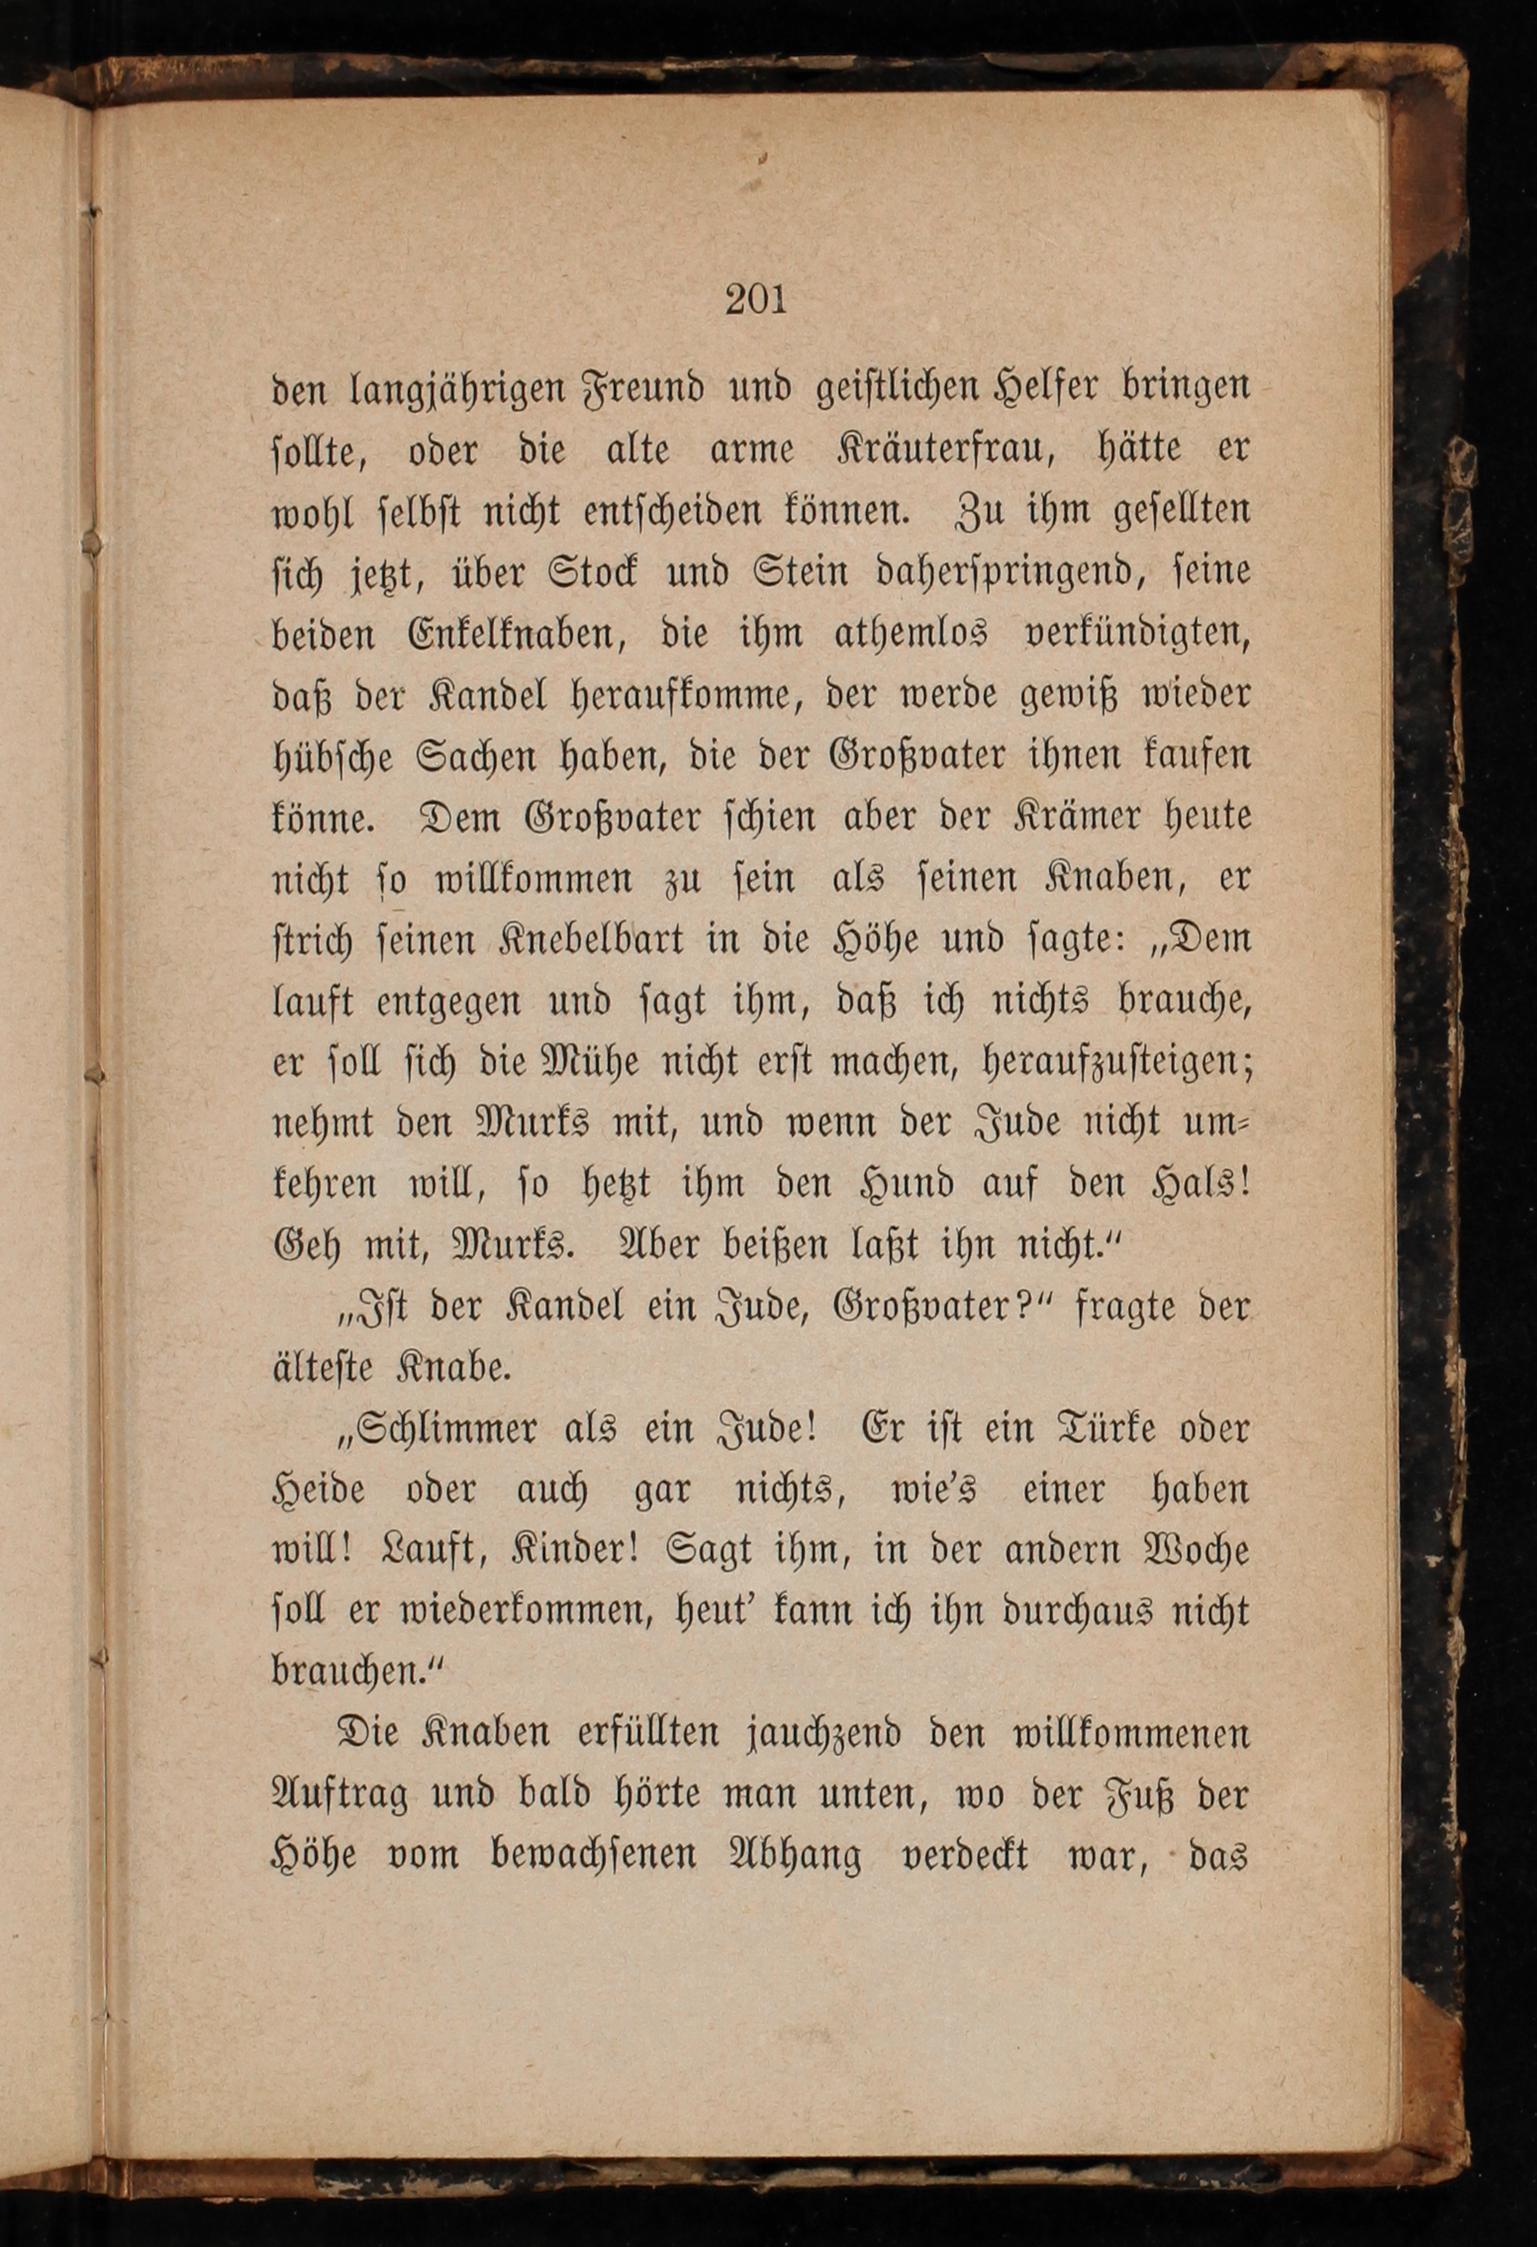 201
den langjährigen Freund und geiſtlichen Helfer bringen
ſollte, oder die alte arme Kräuterfrau, hätte er
wohl ſelbſt nicht entſcheiden können. Zu ihm geſellten
ſich jetzt, über Stock und Stein daherſpringend, ſeine
beiden Enkelknaben, die ihm athemlos verkündigten,
daß der Kandel heraufkomme, der werde gewiß wieder
hübſche Sachen haben, die der Großvater ihnen kaufen
könne. Dem Großvater ſchien aber der Krämer heute
nicht ſo willkommen zu ſein als ſeinen Knaben, er
ſtrich ſeinen Knebelbart in die Höhe und ſagte: „Dem
lauft entgegen und ſagt ihm, daß ich nichts brauche,
er ſoll ſich die Mühe nicht erſt machen, heraufzuſteigen;
nehmt den Murks mit, und wenn der Jude nicht um⸗
kehren will, ſo hetzt ihm den Hund auf den Hals!
Geh mit, Murks. Aber beißen laßt ihn nicht.“
„Iſt der Kandel ein Jude, Großvater?“ fragte der
älteſte Knabe.
„Schlimmer als ein Jude! Er iſt ein Türke oder
Heide oder auch gar nichts, wie’s einer haben
will! Lauft, Kinder! Sagt ihm, in der andern Woche
ſoll er wiederkommen, heut’ kann ich ihn durchaus nicht
brauchen.“
Die Knaben erfüllten jauchzend den willkommenen
Auftrag und bald hörte man unten, wo der Fuß der
Höhe vom bewachſenen Abhang verdeckt war, das